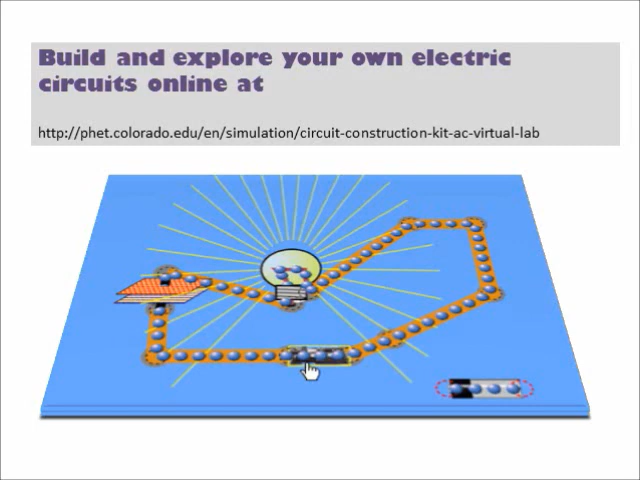 Build and explore your own electric
circuits online at
http://phet.colorado.edu/en/simulation/circuit-construction-kit-ac-virtual-lab